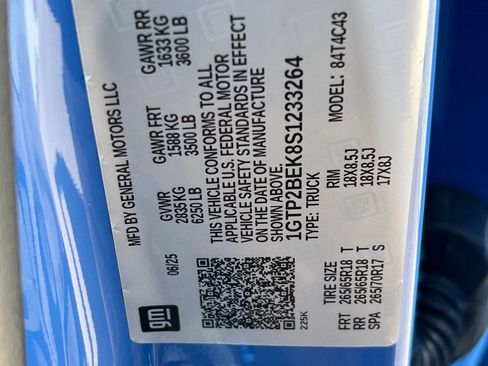 gm
06/25
MFD BY GENERAL MOTORS LLC
GVWR
2835 KG
6250 LB
GAWR FRT
1588 KG
3500 LB
GAWR RR
1633 KG
3600 LB
THIS VEHICLE CONFORMS TO ALL
APPLICABLE U.S. FEDERAL MOTOR
VEHICLE SAFETY STANDARDS IN EFFECT
ON THE DATE OF MANUFACTURE
SHOWN ABOVE.
1GTP2BEK8S1233264
TYPE: TRUCK MODEL: 84T4C43
225K
TIRE SIZE RIM
FRT 265/65R18 T 18X8.5J
RR 265/65R18 T 18X8.5J
SPA 265/70R17 S 17X8J